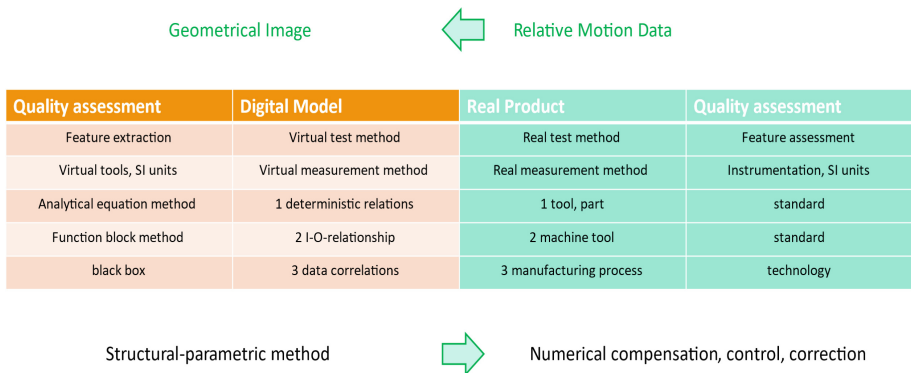 Geometrical Image Relative Motion Data
Quality assessment Digital Model Real Product Quality assessment
Feature extraction Virtual test method Real test method Feature assessment
Virtual tools, SI units Virtual measurement method Real measurement method Instrumentation, SI units
Analytical equation method 1 deterministic relations 1 tool, part standard
Function block method 2 I-O-relationship 2 machine tool standard
black box 3 data correlations 3 manufacturing process technology
Structural-parametric method Numerical compensation, control, correction